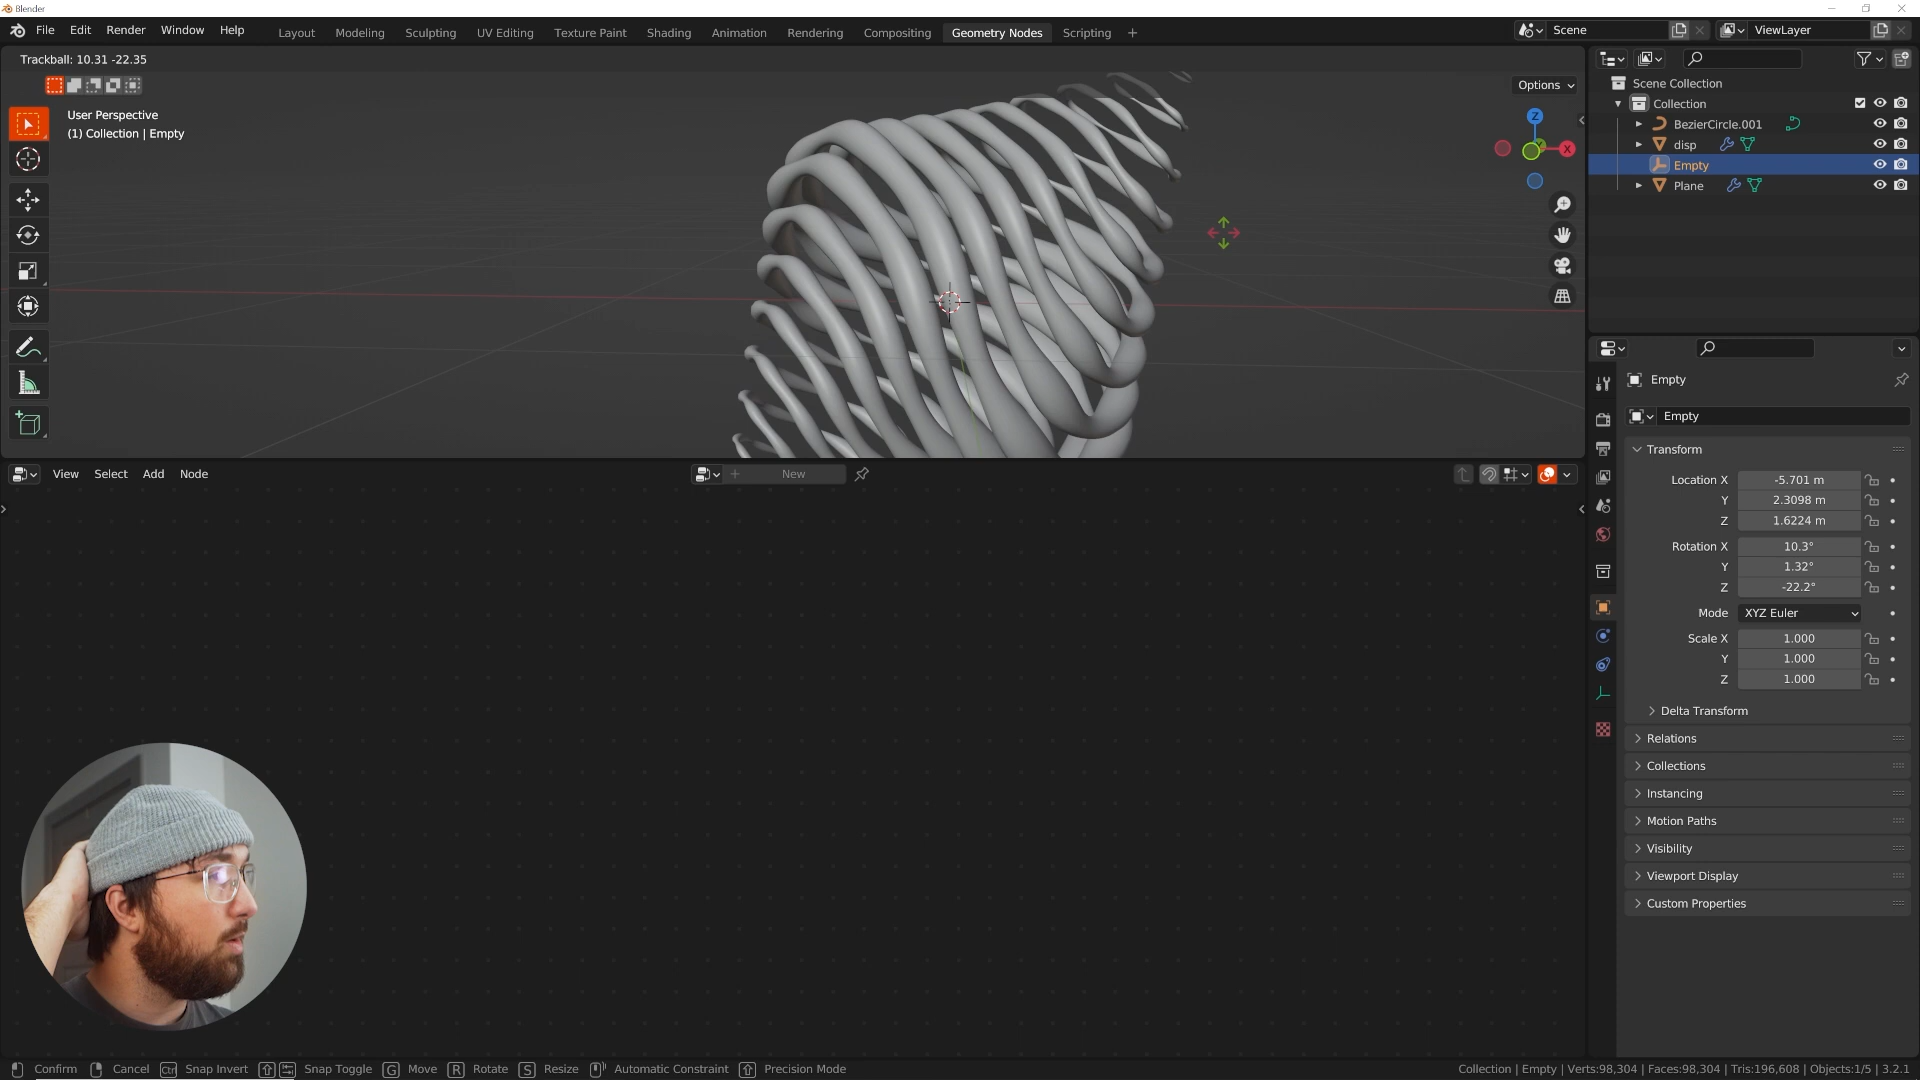 Blender
File Edit Render Window Help
Layout Modeling Sculpting UV Editing Texture Paint Shading Animation Rendering Compositing Geometry Nodes Scripting +
Scene
ViewLayer
Trackball: 10.31 -22.35
Options
User Perspective
(1) Collection | Empty
Z
X
Scene Collection
Collection
BezierCircle.001
disp
Empty
Plane
View Select Add Node
New
Empty
Empty
Transform
Location X -5.701 m
Y 2.3098 m
Z 1.6224 m
Rotation X 10.3°
Y 1.32°
Z -22.2°
Mode XYZ Euler
Scale X 1.000
Y 1.000
Z 1.000
Delta Transform
Relations
Collections
Instancing
Motion Paths
Visibility
Viewport Display
Custom Properties
Confirm Cancel Ctrl Snap Invert Snap Toggle G Move R Rotate S Resize Automatic Constraint Precision Mode
Collection | Empty | Verts:98,304 | Faces:98,304 | Tris:196,608 | Objects:1/5 | 3.2.1